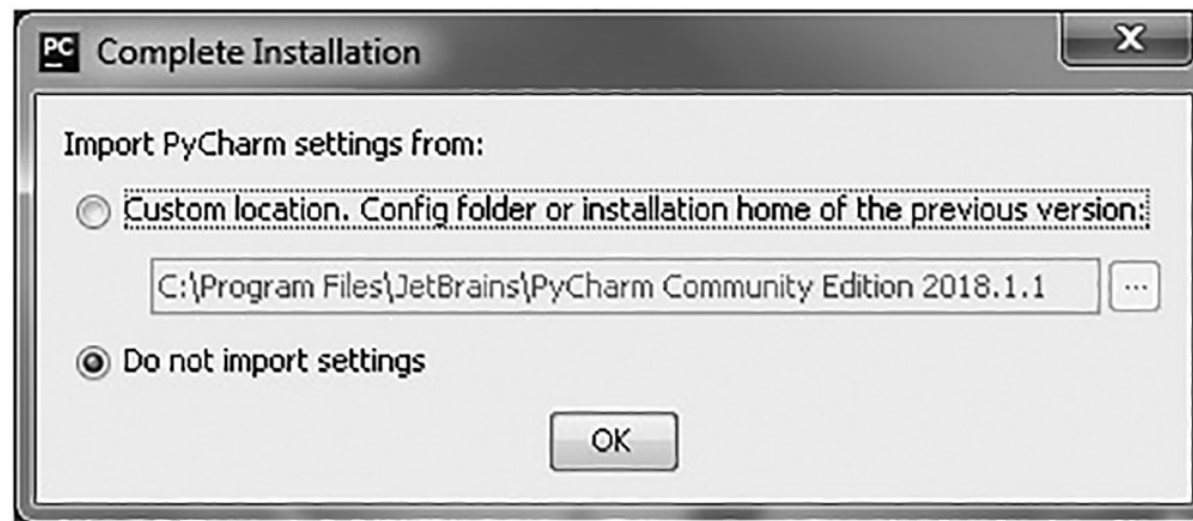 PC Complete Installation
X
Import PyCharm settings from:
Custom location. Config folder or installation home of the previous version:
C:\Program Files\JetBrains\PyCharm Community Edition 2018.1.1 ...
Do not import settings
OK